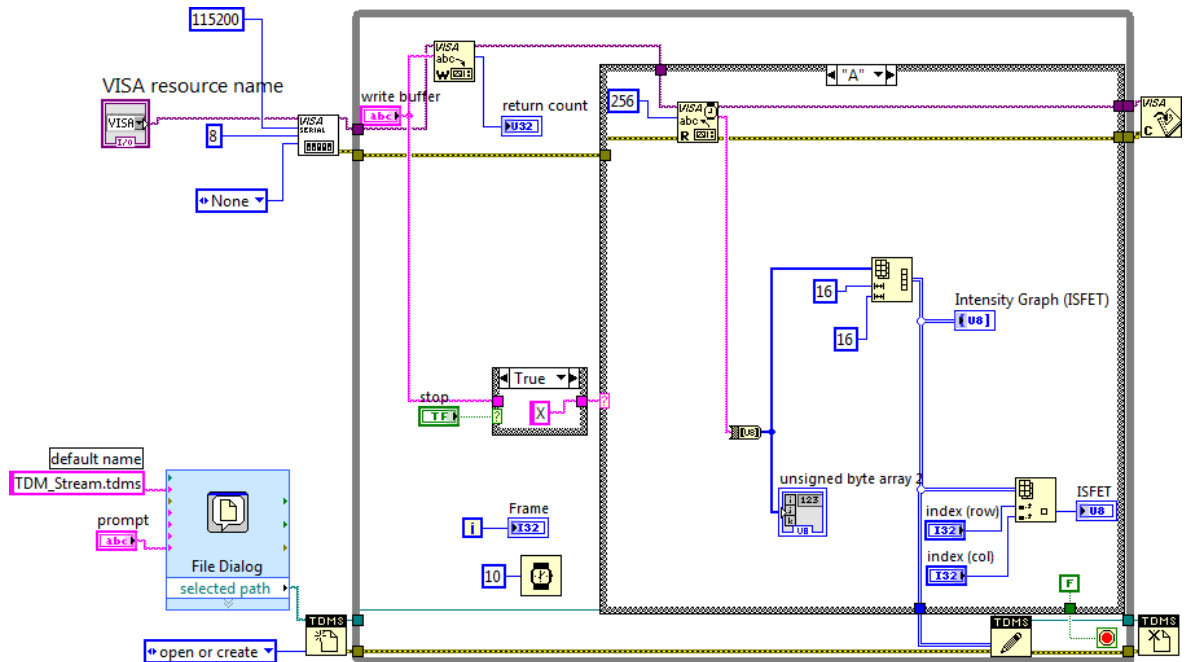 115200
VISA resource name
VISA
I/O
8
None
VISA
SERIAL
write buffer
abc
VISA
abc
W
return count
U32
"A"
256
VISA
abc
R
VISA
C
16
16
Intensity Graph (ISFET)
[U8]
True
stop
TF
?
X
?
[U8]
unsigned byte array 2
i
j
k
123
U8
default name
TDM_Stream.tdms
prompt
abc
File Dialog
selected path
i
Frame
I32
10
index (row)
I32
index (col)
I32
ISFET
U8
F
TDMS
open or create
TDMS
TDMS